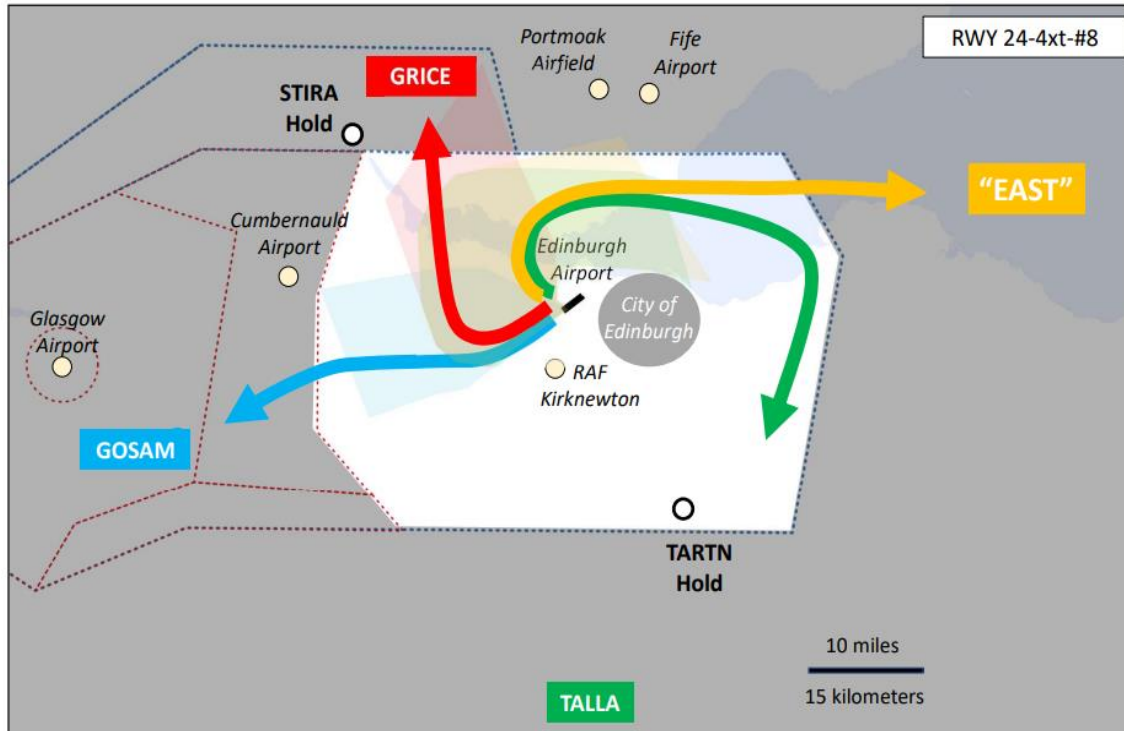 RWY 24-4xt-#8
Portmoak
Airfield
Fife
Airport
GRICE
STIRA
Hold
"EAST"
Cumbernauld
Airport
Edinburgh
Airport
City of
Edinburgh
Glasgow
Airport
RAF
Kirknewton
GOSAM
TARTN
Hold
10 miles
15 kilometers
TALLA